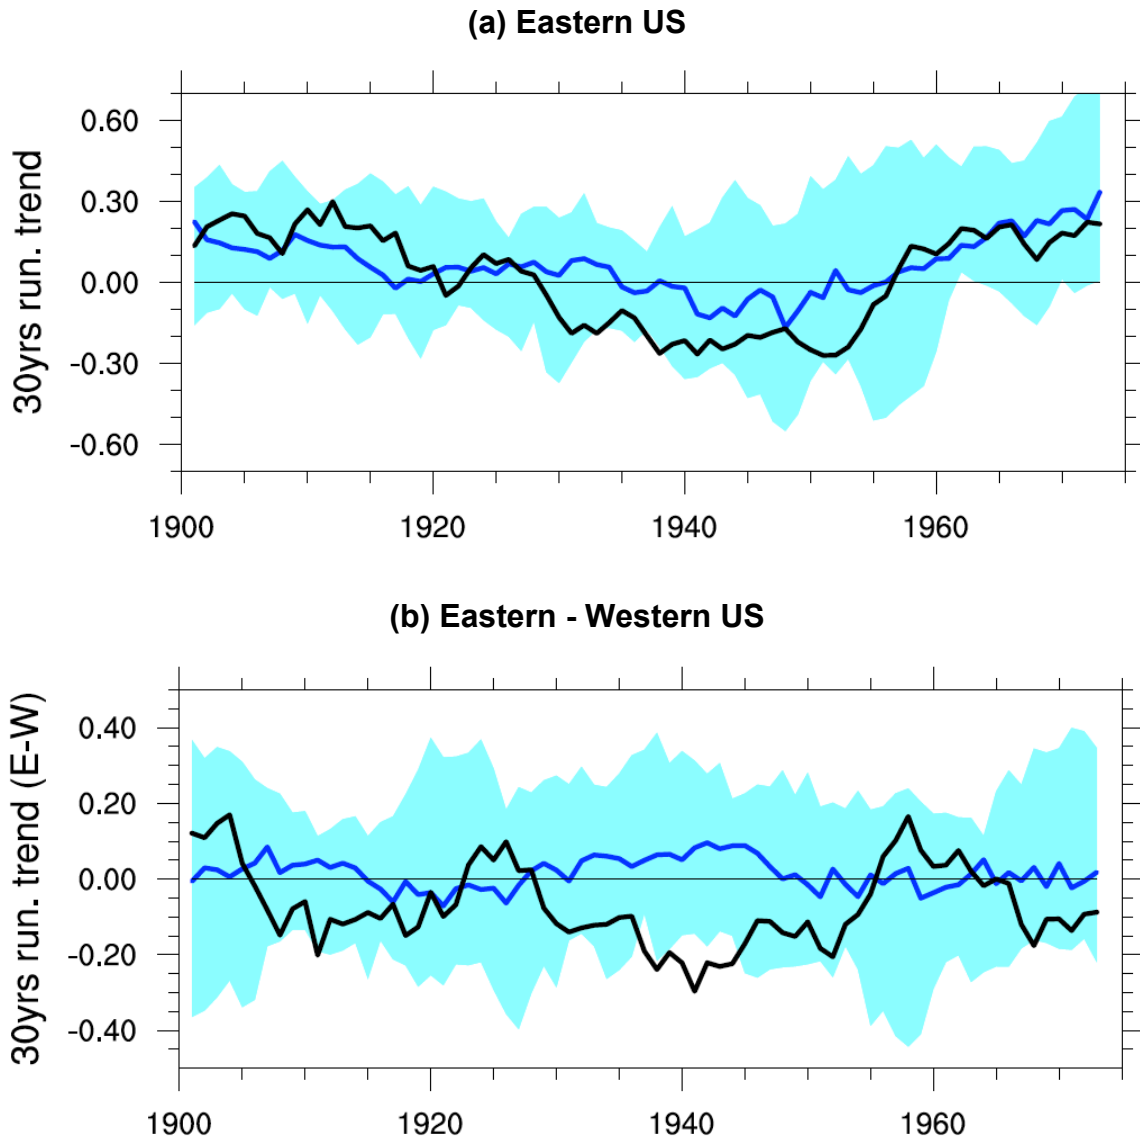 (a) Eastern US
30yrs run. trend
0.60
0.30
0.00
-0.30
-0.60
1900 1920 1940 1960
(b) Eastern - Western US
30yrs run. trend (E-W)
0.40
0.20
0.00
-0.20
-0.40
1900 1920 1940 1960